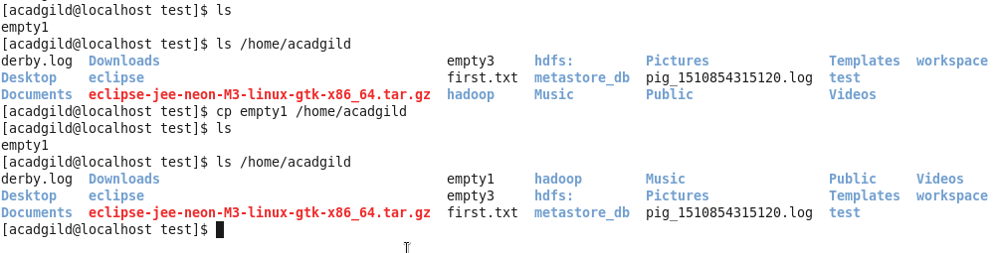 [acadgild@localhost test]$ ls
empty1
[acadgild@localhost test]$ ls /home/acadgild
derby.log  Downloads                                    empty3     hdfs:         Pictures               Templates  workspace
Desktop    eclipse                                      first.txt  metastore_db  pig_1510854315120.log  test
Documents  eclipse-jee-neon-M3-linux-gtk-x86_64.tar.gz  hadoop     Music         Public                 Videos
[acadgild@localhost test]$ cp empty1 /home/acadgild
[acadgild@localhost test]$ ls
empty1
[acadgild@localhost test]$ ls /home/acadgild
derby.log  Downloads                                    empty1     hadoop        Music                  Public     Videos
Desktop    eclipse                                      empty3     hdfs:         Pictures               Templates  workspace
Documents  eclipse-jee-neon-M3-linux-gtk-x86_64.tar.gz  first.txt  metastore_db  pig_1510854315120.log  test
[acadgild@localhost test]$